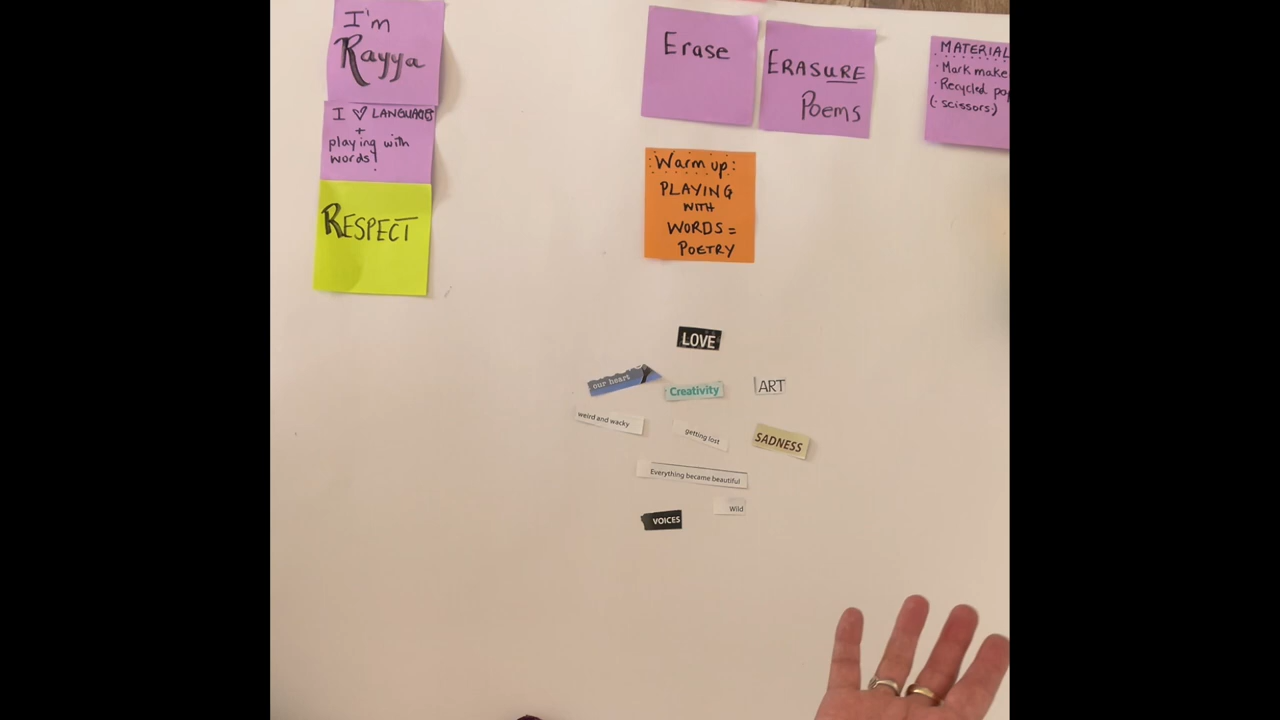 I'm
Rayya
I ♡ LANGUAGE
+
playing with
words!
RESPECT
Erase
ERASURE
Poems
MATERIAL
· Mark make
· Recycled
(· scissors)
Warm up:
PLAYING
WITH
WORDS =
POETRY
LOVE
our heart
Creativity
ART
weird and wacky
getting lost
SADNESS
Everything became beautiful
Wild
VOICES